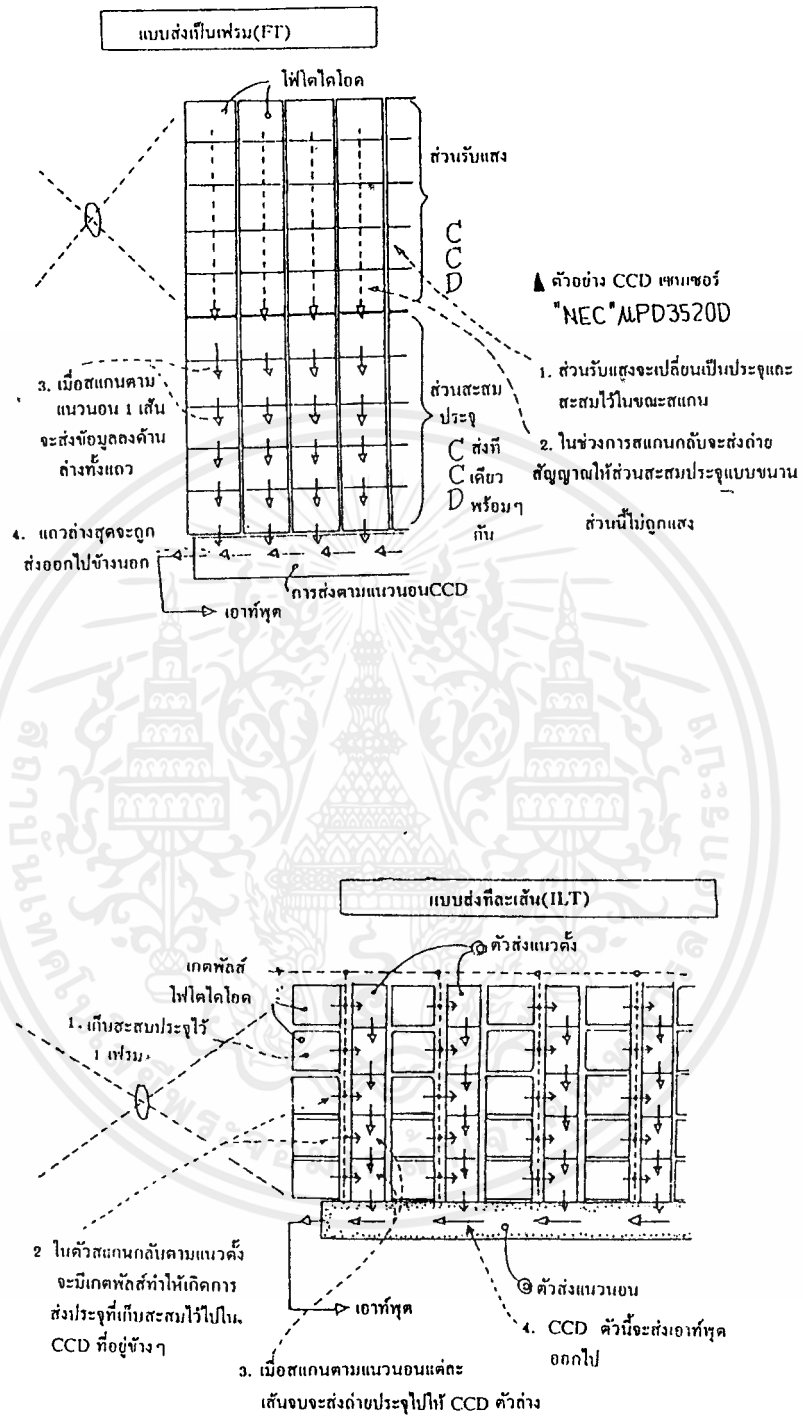 แบบส่งเป็นเฟรม(FT)
โฟโตไดโอด
ส่วนรับแสง
C
C
D
▲ ตัวอย่าง CCD เซนเซอร์
"NEC" μPD3520D
1. ส่วนรับแสงจะเปลี่ยนเป็นประจุและ
สะสมไว้ในขณะสแกน
2. ในช่วงการสแกนกลับจะส่งถ่าย
สัญญาณให้ส่วนสะสมประจุแบบขนาน
ส่วนนี้ไม่ถูกแสง
3. เมื่อสแกนตาม
แนวนอน 1 เส้น
จะส่งข้อมูลลงด้าน
ล่างทั้งแถว
ส่วนสะสม
ประจุ
C ส่งที
C เดียว
D พร้อมๆ
กัน
4. แถวล่างสุดจะถูก
ส่งออกไปข้างนอก
การส่งตามแนวนอนCCD
เอาท์พุต
แบบส่งทีละเส้น(ILT)
ตัวส่งแนวตั้ง
เกตพัลส์
โฟโตไดโอด
1. เก็บสะสมประจุไว้
1 เฟรม
2 ในตัวสแกนกลับตามแนวตั้ง
จะมีเกตพัลส์ทำให้เกิดการ
ส่งประจุที่เก็บสะสมไว้ไปใน
CCD ที่อยู่ข้างๆ
เอาท์พุต
ตัวส่งแนวนอน
4. CCD ตัวนี้จะส่งเอาท์พุต
ออกไป
3. เมื่อสแกนตามแนวนอนแต่ละ
เส้นจบจะส่งถ่ายประจุไปให้ CCD ตัวล่าง